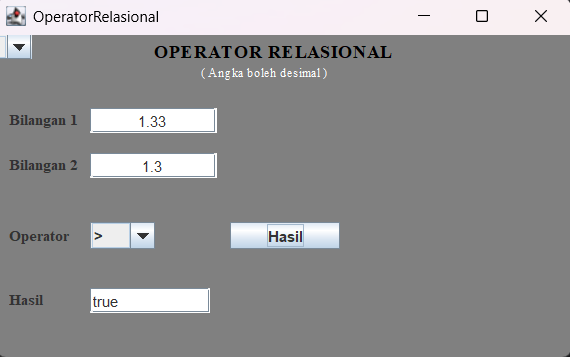 OperatorRelasional
OPERATOR RELASIONAL
( Angka boleh desimal )
Bilangan 1 1.33
Bilangan 2 1.3
Operator > Hasil
Hasil true